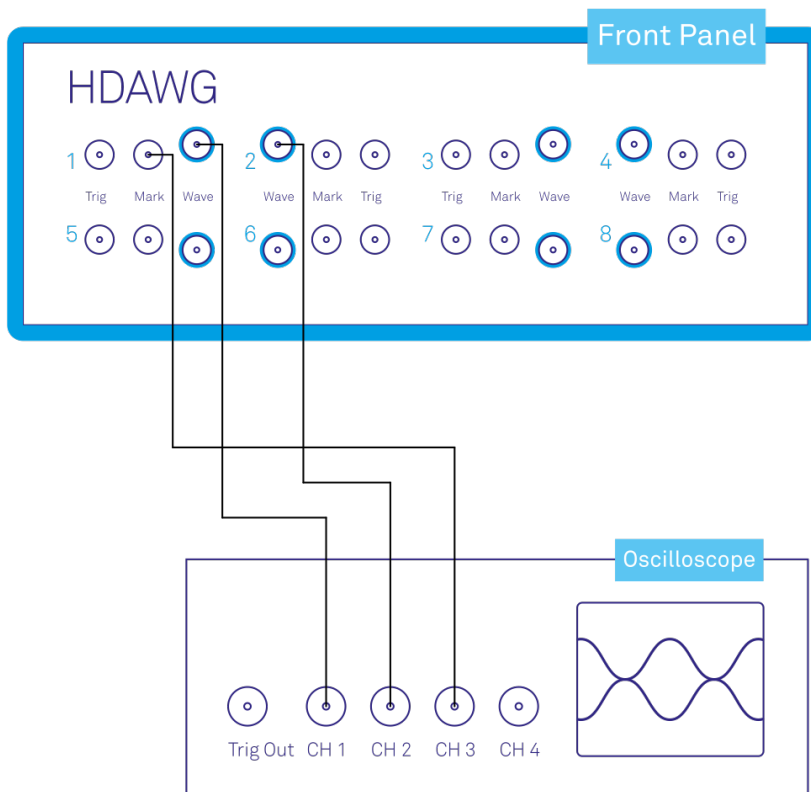 Front Panel
HDAWG
1 2 3 4
Trig Mark Wave Wave Mark Trig Trig Mark Wave Wave Mark Trig
5 6 7 8
Oscilloscope
Trig Out CH 1 CH 2 CH 3 CH 4